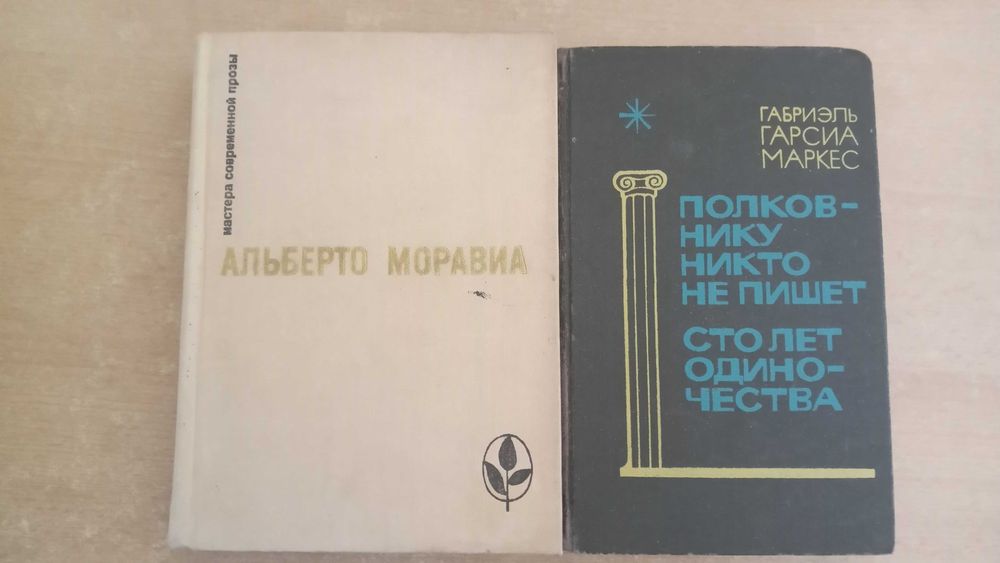 мастера современной прозы
АЛЬБЕРТО МОРАВИА
ГАБРИЭЛЬ
ГАРСИА
МАРКЕС
ПОЛКОВ-
НИКУ
НИКТО
НЕ ПИШЕТ
СТО ЛЕТ
ОДИНО-
ЧЕСТВА